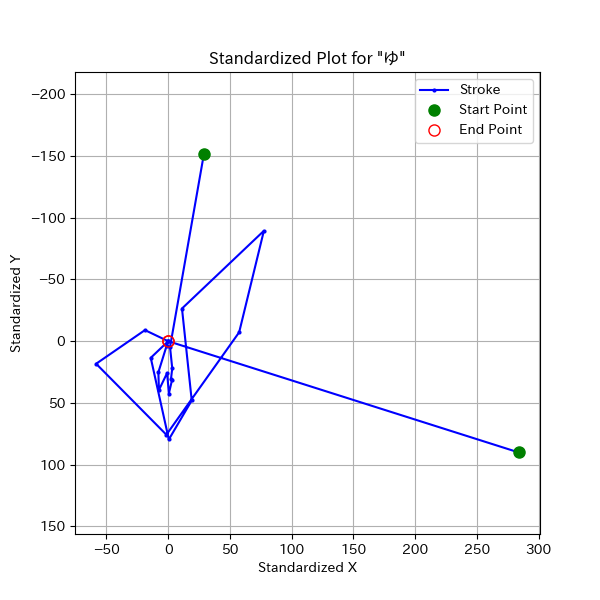 Standardized Plot for "ゆ"
Stroke
Start Point
End Point
−200
−150
−100
−50
0
50
100
150
Standardized Y
−50 0 50 100 150 200 250 300
Standardized X